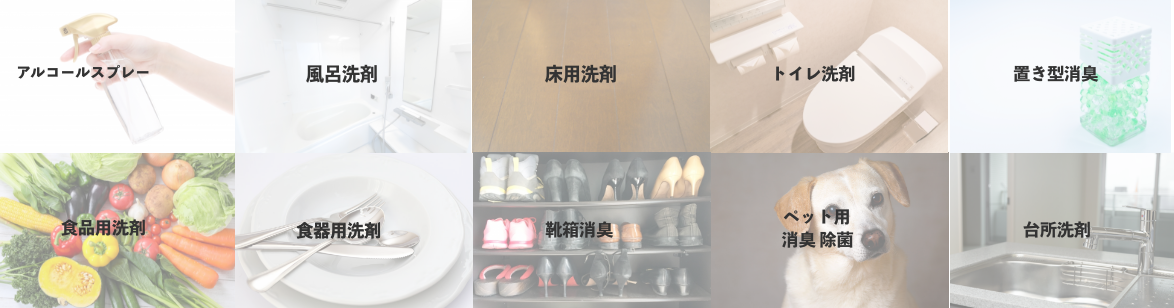 アルコールスプレー
風呂洗剤
床用洗剤
トイレ洗剤
置き型消臭
食品用洗剤
食器用洗剤
靴箱消臭
ペット用
消臭 除菌
台所洗剤